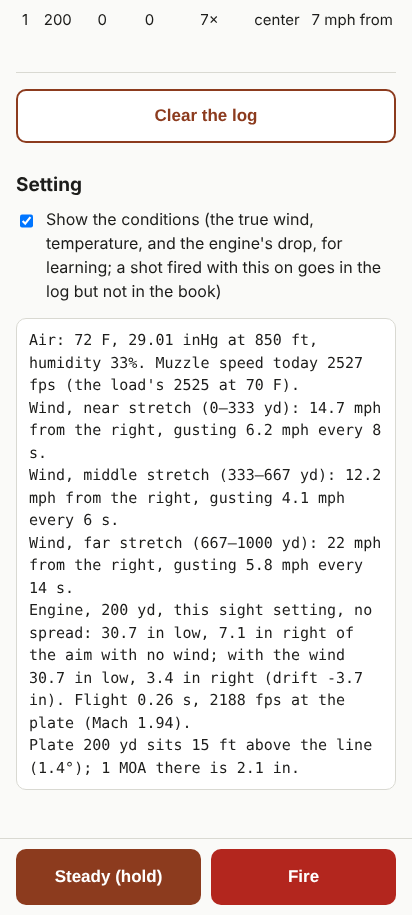 1 200 0 0 7× center 7 mph from
Clear the log
Setting
Show the conditions (the true wind,
temperature, and the engine's drop, for
learning; a shot fired with this on goes in the
log but not in the book)
Air: 72 F, 29.01 inHg at 850 ft,
humidity 33%. Muzzle speed today 2527
fps (the load's 2525 at 70 F).
Wind, near stretch (0–333 yd): 14.7 mph
from the right, gusting 6.2 mph every 8
s.
Wind, middle stretch (333–667 yd): 12.2
mph from the right, gusting 4.1 mph
every 6 s.
Wind, far stretch (667–1000 yd): 22 mph
from the right, gusting 5.8 mph every
14 s.
Engine, 200 yd, this sight setting, no
spread: 30.7 in low, 7.1 in right of
the aim with no wind; with the wind
30.7 in low, 3.4 in right (drift -3.7
in). Flight 0.26 s, 2188 fps at the
plate (Mach 1.94).
Plate 200 yd sits 15 ft above the line
(1.4°); 1 MOA there is 2.1 in.
Steady (hold)
Fire